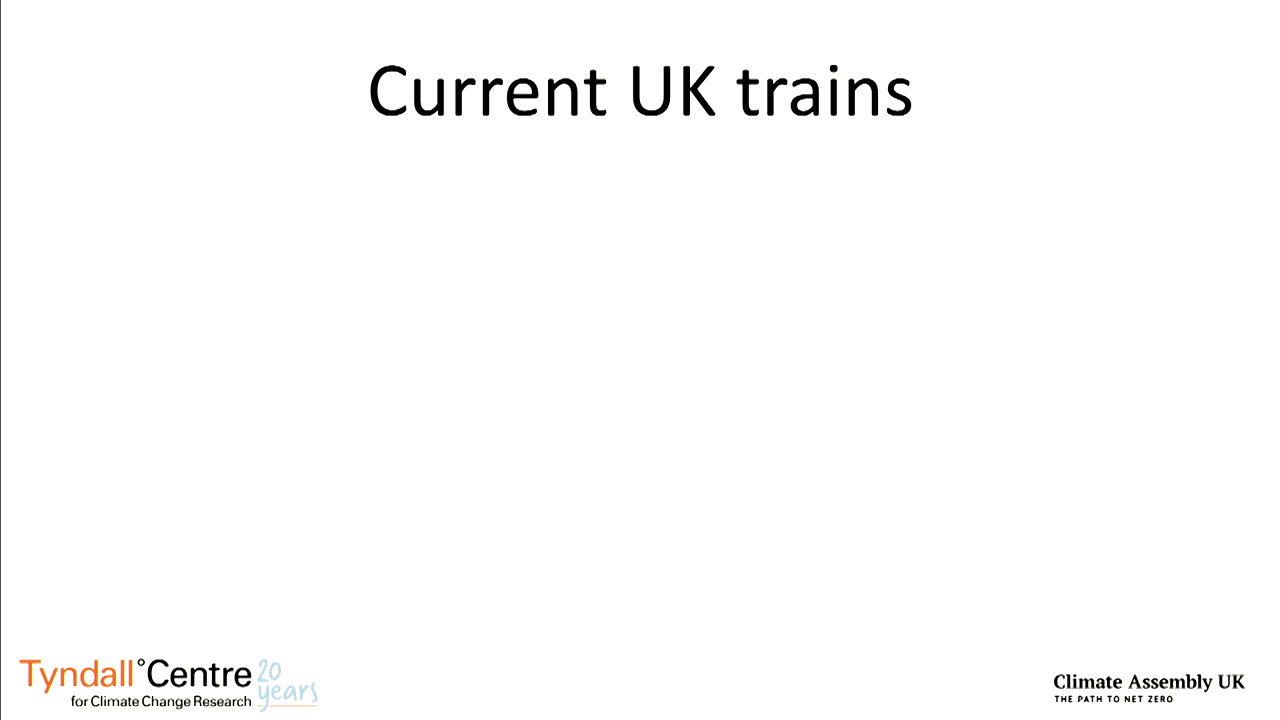 Current UK trains
Tyndall°Centre 20
for Climate Change Research years
Climate Assembly UK
THE PATH TO NET ZERO